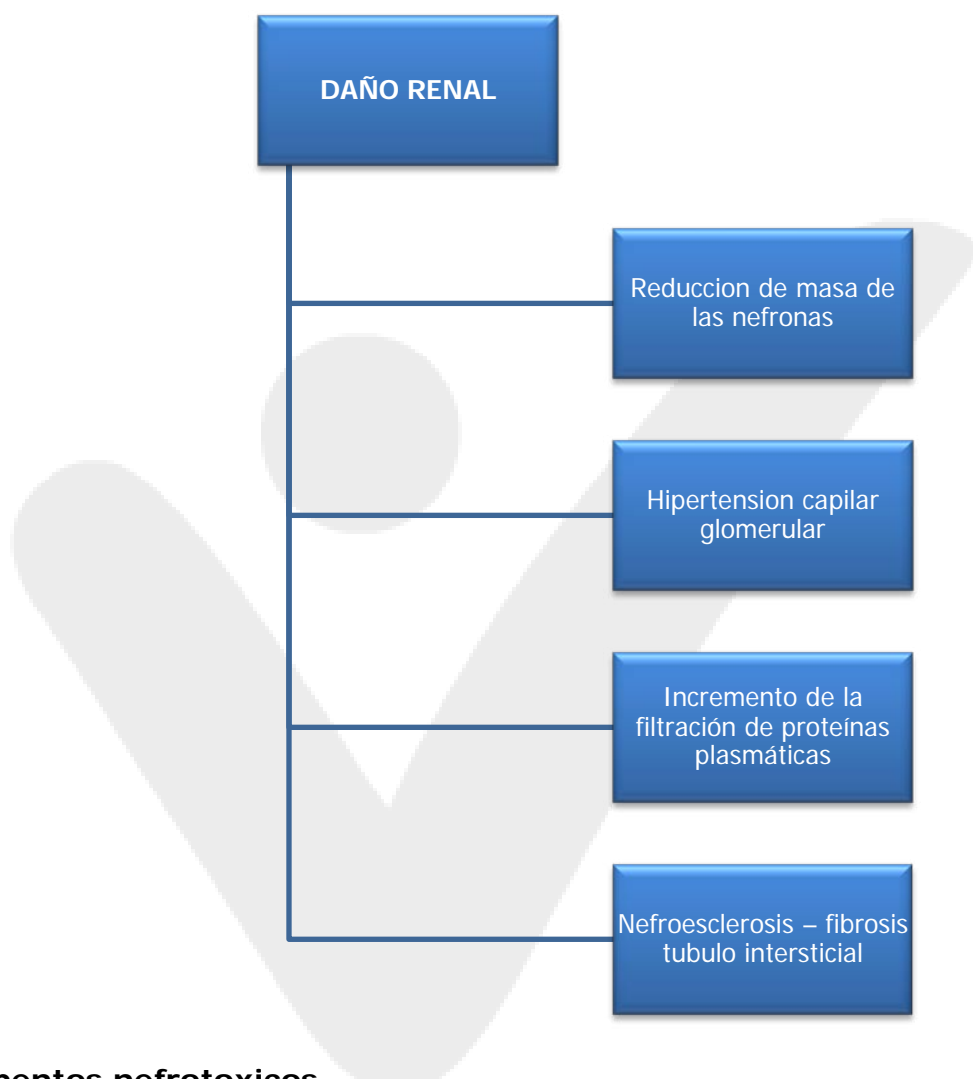 DAÑO RENAL
Reduccion de masa de
las nefronas
Hipertension capilar
glomerular
Incremento de la
filtración de proteínas
plasmáticas
Nefroesclerosis – fibrosis
tubulo intersticial
nefrotoxicos